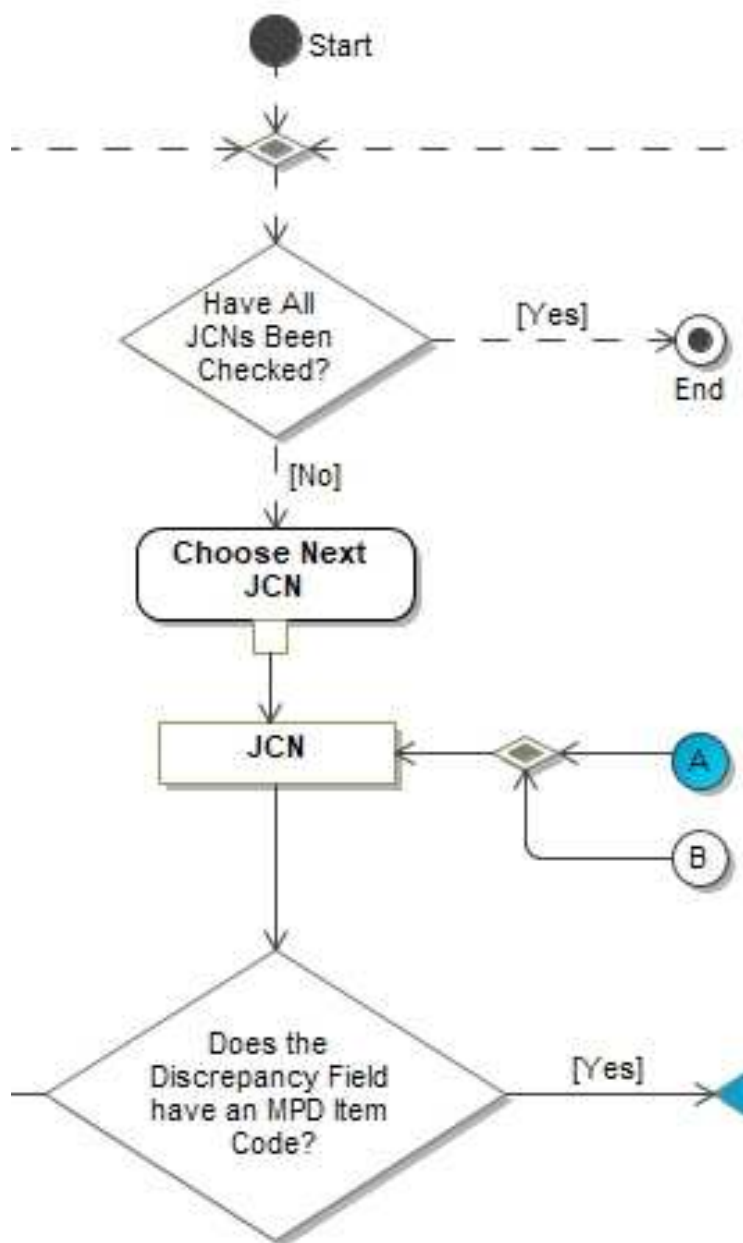 Start
Have All
JCNs Been
Checked?
[Yes]
End
[No]
Choose Next
JCN
JCN
A
B
Does the
Discrepancy Field
have an MPD Item
Code?
[Yes]